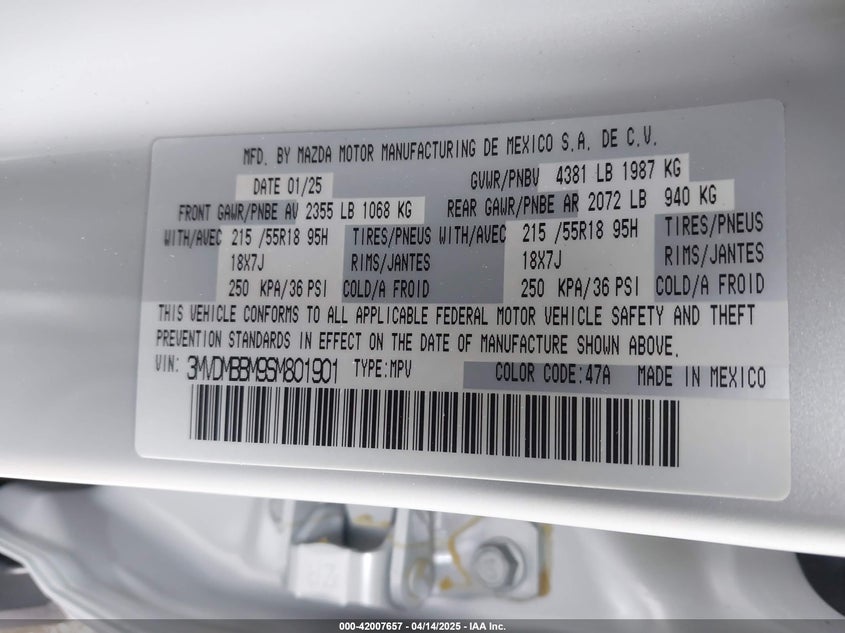 MFD. BY MAZDA MOTOR MANUFACTURING DE MEXICO S.A. DE C.V.
DATE 01/25 GVWR/PNBV 4381 LB 1987 KG
FRONT GAWR/PNBE AV 2355 LB 1068 KG REAR GAWR/PNBE AR 2072 LB 940 KG
WITH/AVEC 215 /55R18 95H TIRES/PNEUS WITH/AVEC 215 /55R18 95H TIRES/PNEUS
18X7J RIMS/JANTES 18X7J RIMS/JANTES
250 KPA/36 PSI COLD/A FROID 250 KPA/36 PSI COLD/A FROID
THIS VEHICLE CONFORMS TO ALL APPLICABLE FEDERAL MOTOR VEHICLE SAFETY AND THEFT
PREVENTION STANDARDS IN EFFECT ON THE DATE OF MANUFACTURE SHOWN ABOVE.
VIN: 3MVDMBBM9SM801901 TYPE:MPV COLOR CODE:47A MADE IN MEXICO
000-42007657 - 04/14/2025 - IAA Inc.